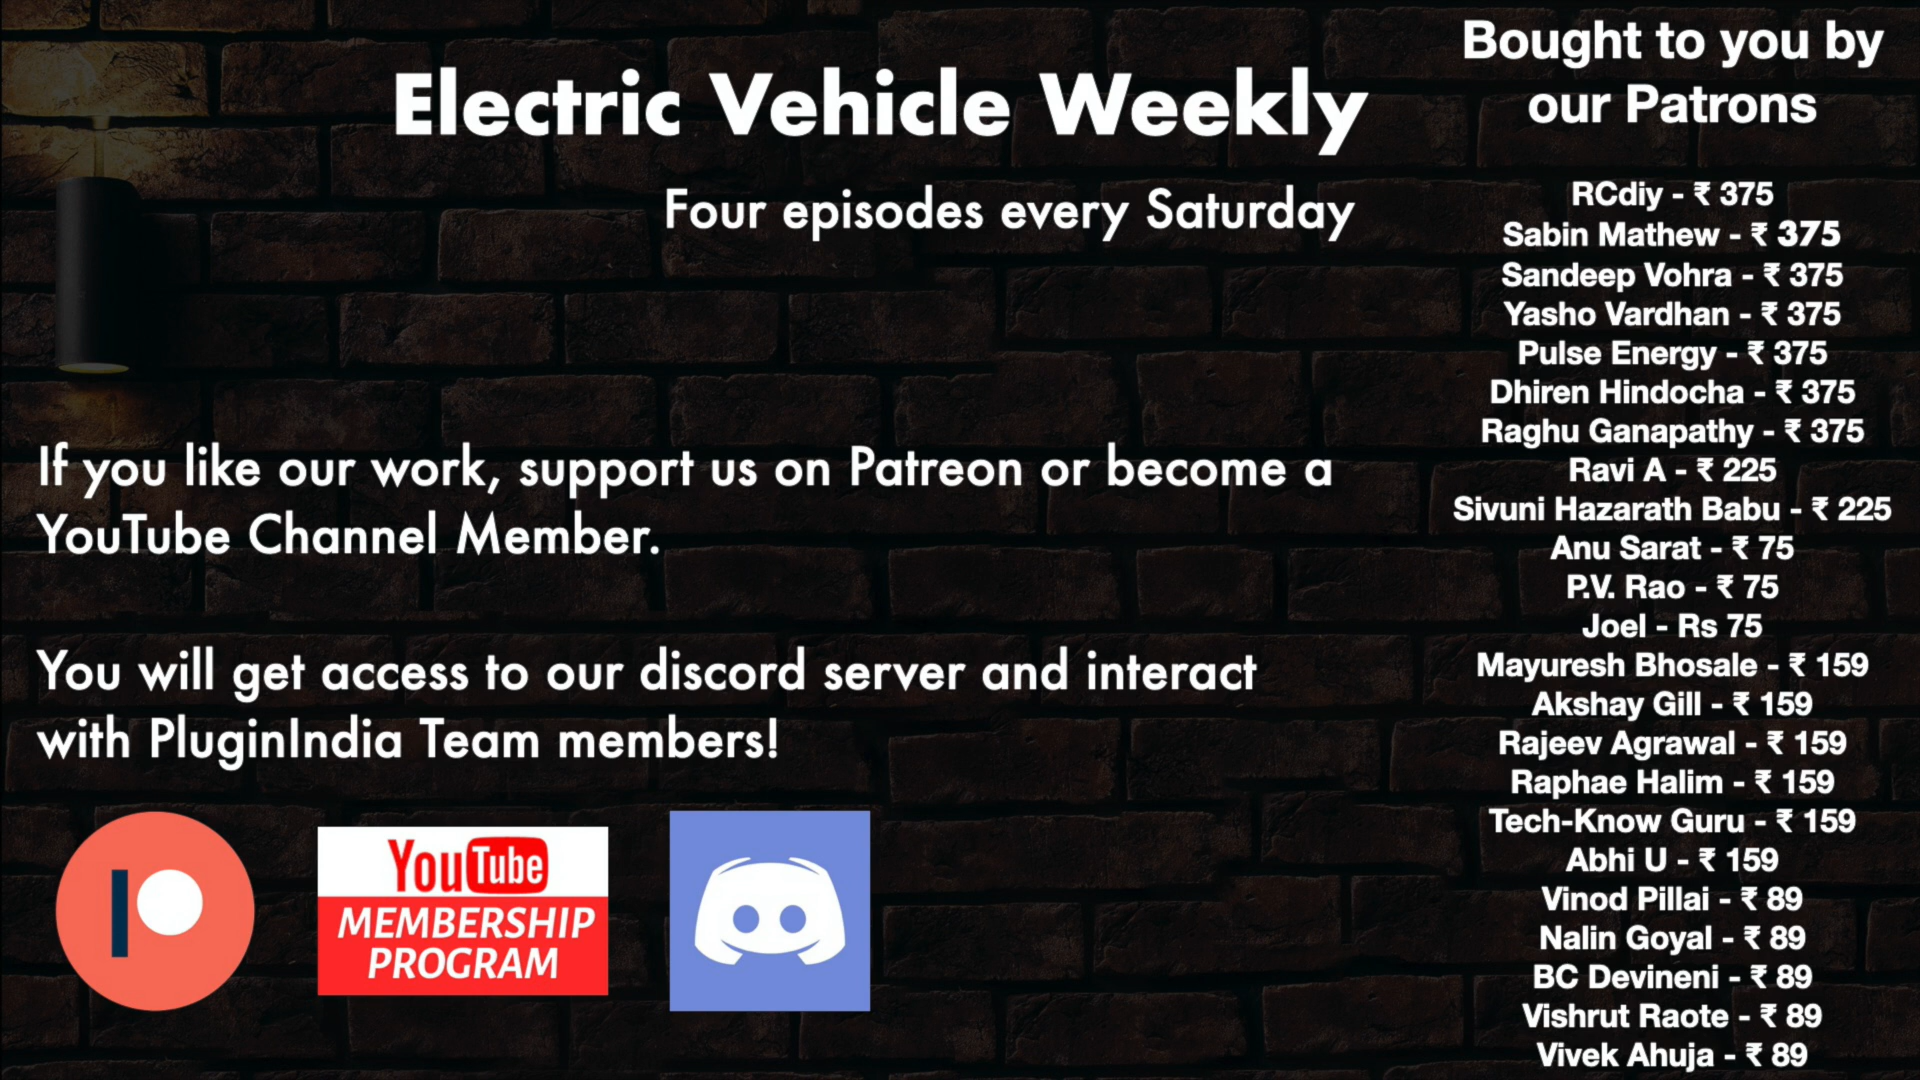 Electric Vehicle Weekly
Four episodes every Saturday
If you like our work, support us on Patreon or become a
YouTube Channel Member.
You will get access to our discord server and interact
with PluginIndia Team members!
YouTube
MEMBERSHIP
PROGRAM
Bought to you by
our Patrons
RCdiy - ₹ 375
Sabin Mathew - ₹ 375
Sandeep Vohra - ₹ 375
Yasho Vardhan - ₹ 375
Pulse Energy - ₹ 375
Dhiren Hindocha - ₹ 375
Raghu Ganapathy - ₹ 375
Ravi A - ₹ 225
Sivuni Hazarath Babu - ₹ 225
Anu Sarat - ₹ 75
P.V. Rao - ₹ 75
Joel - Rs 75
Mayuresh Bhosale - ₹ 159
Akshay Gill - ₹ 159
Rajeev Agrawal - ₹ 159
Raphae Halim - ₹ 159
Tech-Know Guru - ₹ 159
Abhi U - ₹ 159
Vinod Pillai - ₹ 89
Nalin Goyal - ₹ 89
BC Devineni - ₹ 89
Vishrut Raote - ₹ 89
Vivek Ahuja - ₹ 89